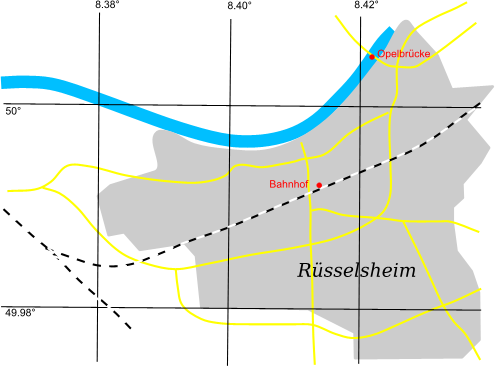 8.38°
8.40°
8.42°
Opelbrücke
50°
Bahnhof
Rüsselsheim
49.98°